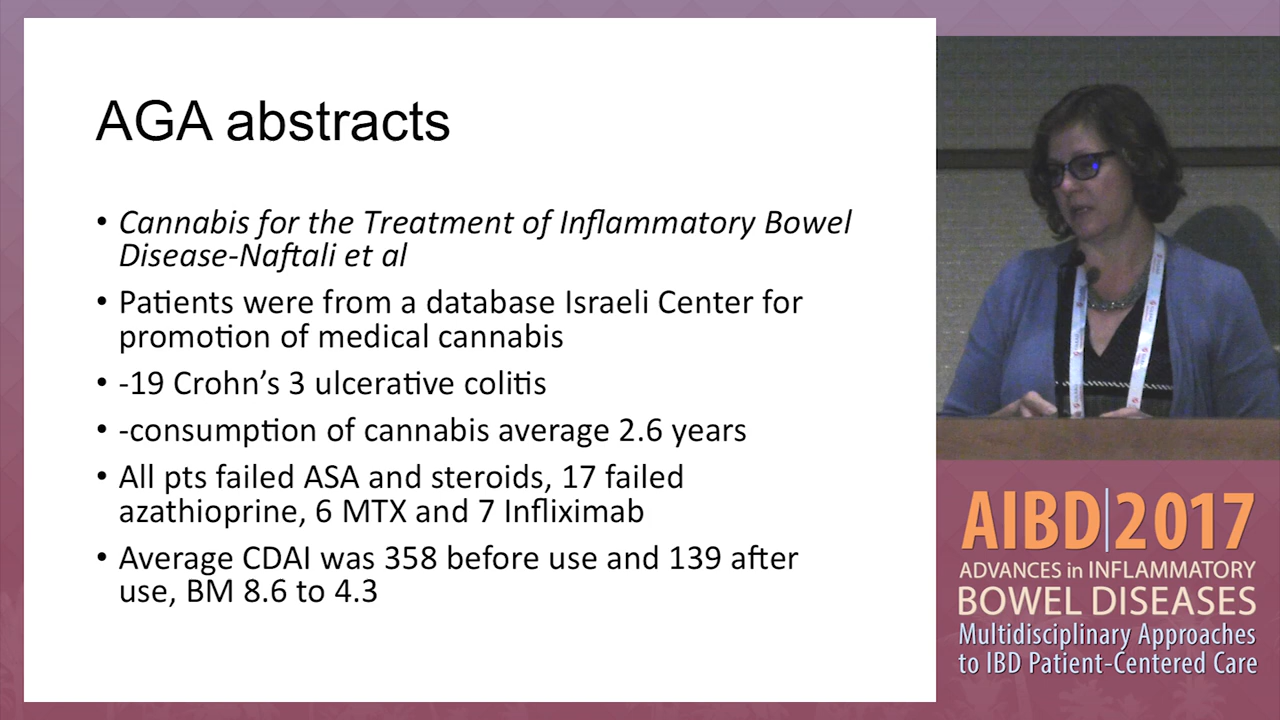 AGA abstracts
• Cannabis for the Treatment of Inflammatory Bowel
Disease-Naftali et al
• Patients were from a database Israeli Center for
promotion of medical cannabis
• -19 Crohn's 3 ulcerative colitis
• -consumption of cannabis average 2.6 years
• All pts failed ASA and steroids, 17 failed
azathioprine, 6 MTX and 7 Infliximab
• Average CDAI was 358 before use and 139 after
use, BM 8.6 to 4.3
AIBD|2017
ADVANCES in INFLAMMATORY
BOWEL DISEASES
Multidisciplinary Approaches
to IBD Patient-Centered Care